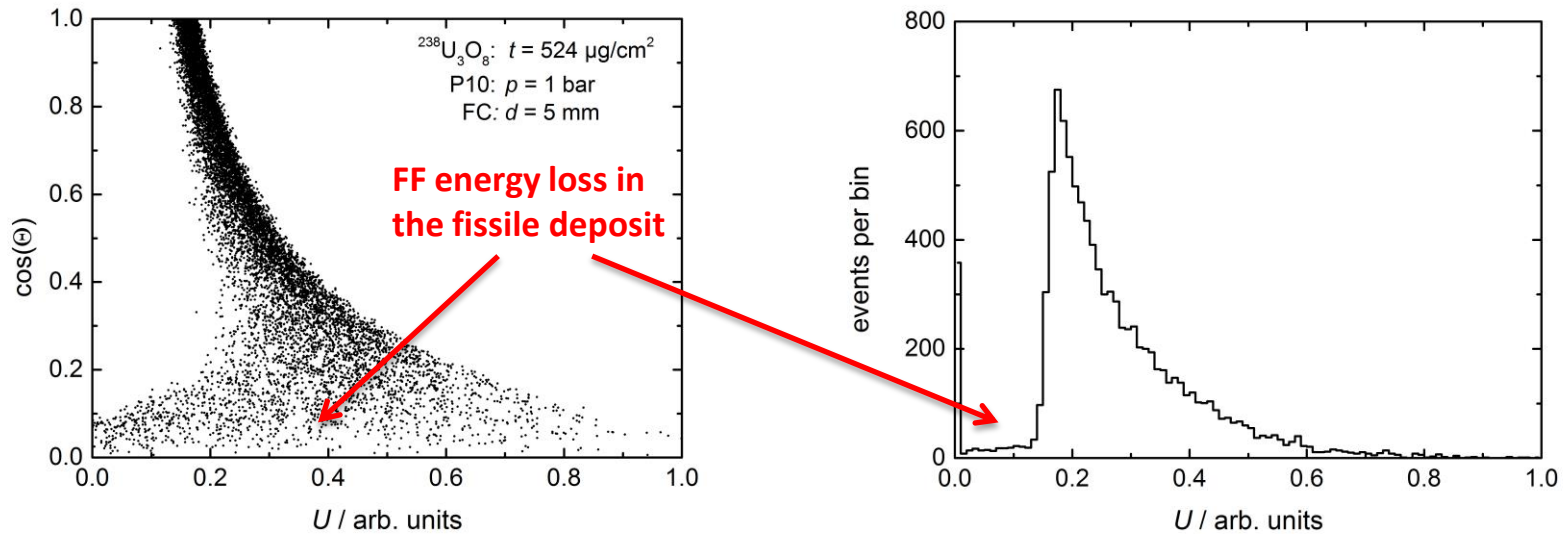 1.0
0.8
0.6
0.4
0.2
0.0
cos(Θ)
²³⁸U₃O₈: t = 524 µg/cm²
P10: p = 1 bar
FC: d = 5 mm
FF energy loss in
the fissile deposit
0.0 0.2 0.4 0.6 0.8 1.0
U / arb. units
800
600
400
200
0
events per bin
0.0 0.2 0.4 0.6 0.8 1.0
U / arb. units